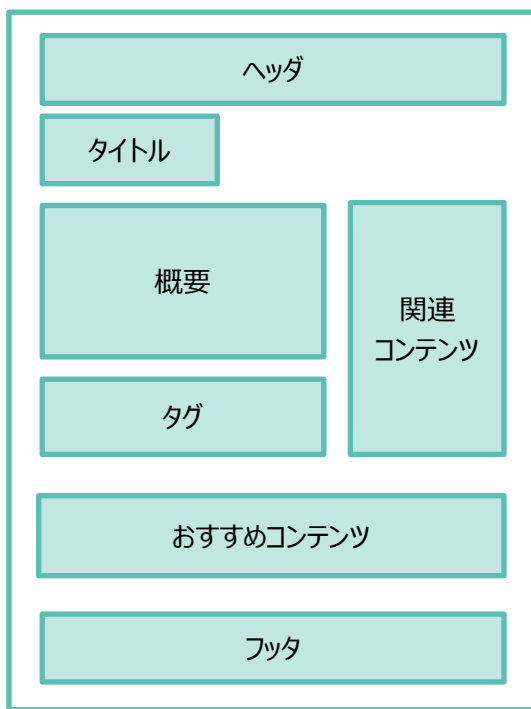 ヘッダ
タイトル
概要
関連
コンテンツ
タグ
おすすめコンテンツ
フッタ